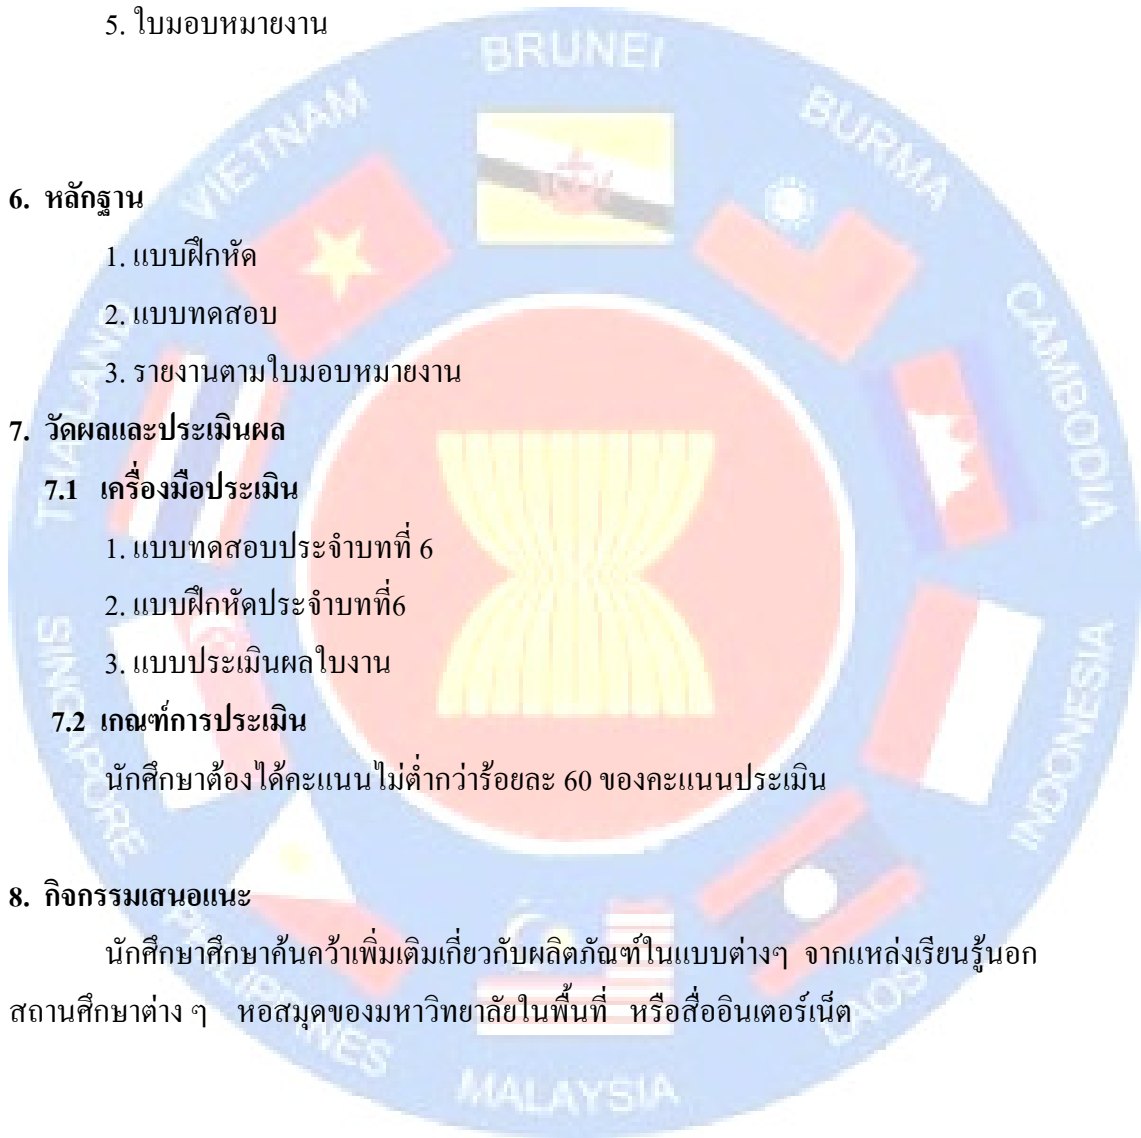 5. ใบมอบหมายงาน
6. หลักฐาน
1. แบบฝึกหัด
2. แบบทดสอบ
3. รายงานตามใบมอบหมายงาน
7. วัดผลและประเมินผล
7.1 เครื่องมือประเมิน
1. แบบทดสอบประจำบทที่ 6
2. แบบฝึกหัดประจำบทที่6
3. แบบประเมินผลใบงาน
7.2 เกณฑ์การประเมิน
นักศึกษาต้องได้คะแนนไม่ต่ำกว่าร้อยละ 60 ของคะแนนประเมิน
8. กิจกรรมเสนอแนะ
นักศึกษาศึกษาค้นคว้าเพิ่มเติมเกี่ยวกับผลิตภัณฑ์ในแบบต่างๆ จากแหล่งเรียนรู้นอก
สถานศึกษาต่าง ๆ หอสมุดของมหาวิทยาลัยในพื้นที่ หรือสื่ออินเตอร์เน็ต
BRUNEI
BURMA
CAMBODIA
INDONESIA
LAOS
MALAYSIA
PHILIPPINES
SINGAPORE
THAILAND
VIETNAM